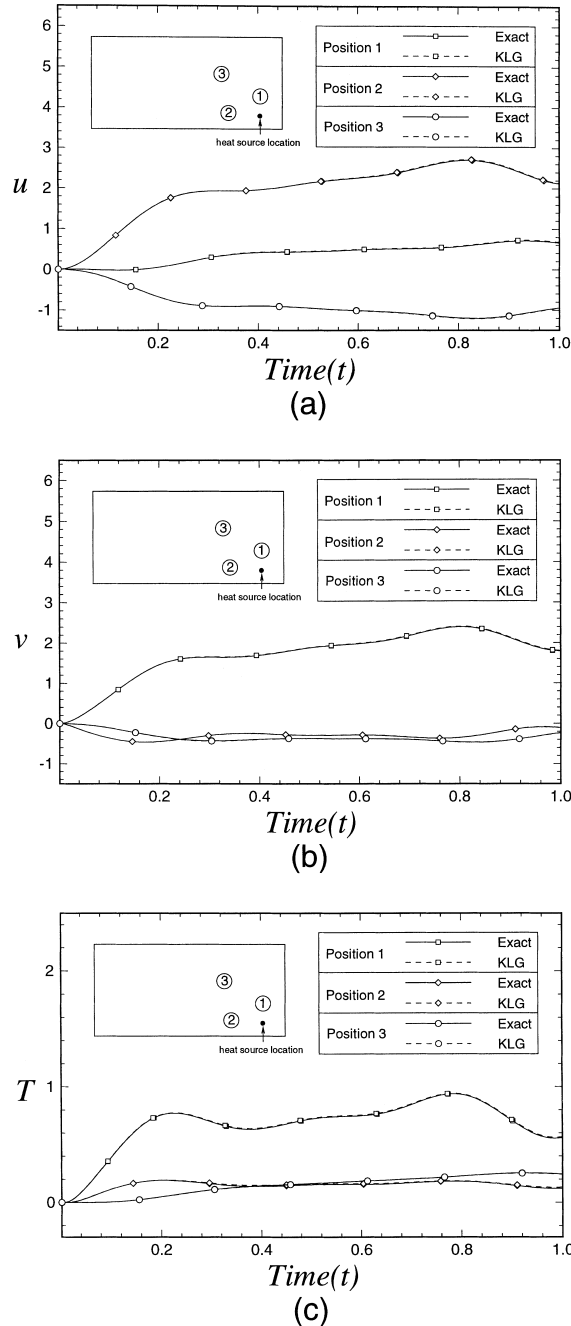 6
5
4
3
2
1
0
-1
u
③
①
②
heat source location
Position 1
Exact
KLG
Position 2
Exact
KLG
Position 3
Exact
KLG
0.2
0.4
0.6
0.8
1.0
Time(t)
(a)
6
5
4
3
2
1
0
-1
v
③
①
②
heat source location
Position 1
Exact
KLG
Position 2
Exact
KLG
Position 3
Exact
KLG
0.2
0.4
0.6
0.8
1.0
Time(t)
(b)
2
1
0
T
③
①
②
heat source location
Position 1
Exact
KLG
Position 2
Exact
KLG
Position 3
Exact
KLG
0.2
0.4
0.6
0.8
1.0
Time(t)
(c)